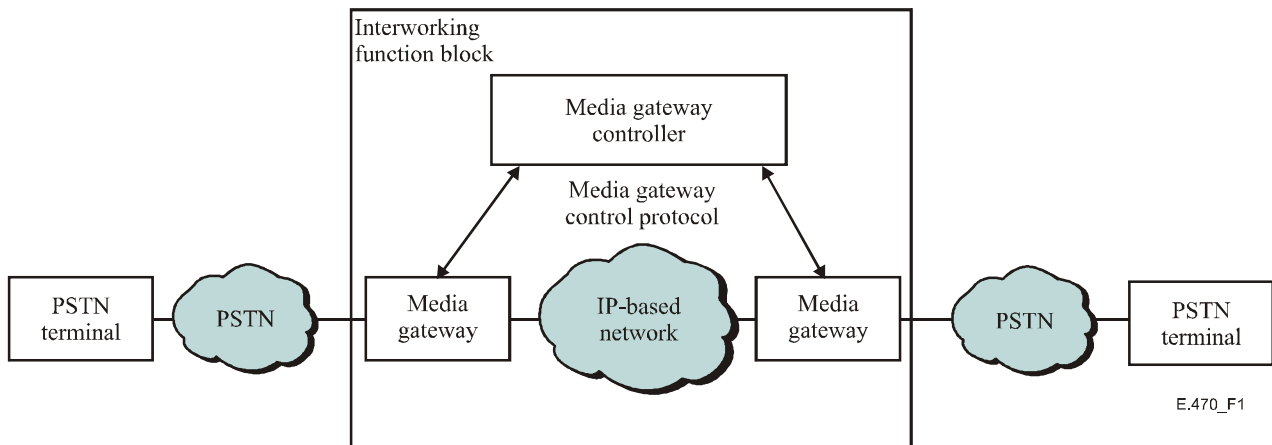 Interworking
function block
Media gateway
controller
Media gateway
control protocol
PSTN
terminal
PSTN
Media
gateway
IP-based
network
Media
gateway
PSTN
PSTN
terminal
E.470_F1